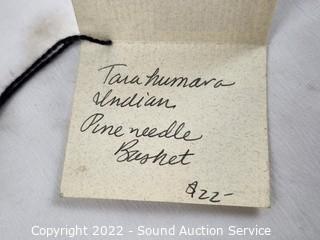 Tarahumara
Indian
Pine needle
Basket
$22-
Copyright 2022 - Sound Auction Service